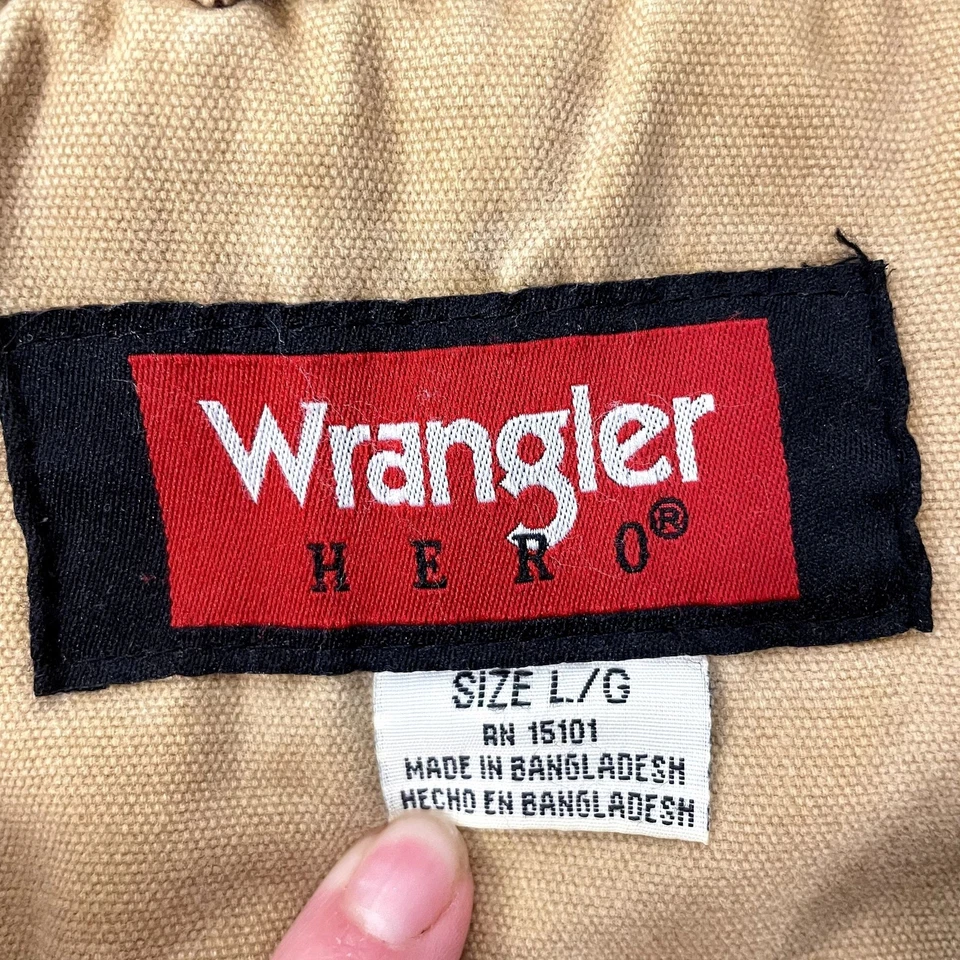 Wrangler
HERO®
SIZE L/G
RN 15101
MADE IN BANGLADESH
HECHO EN BANGLADESH